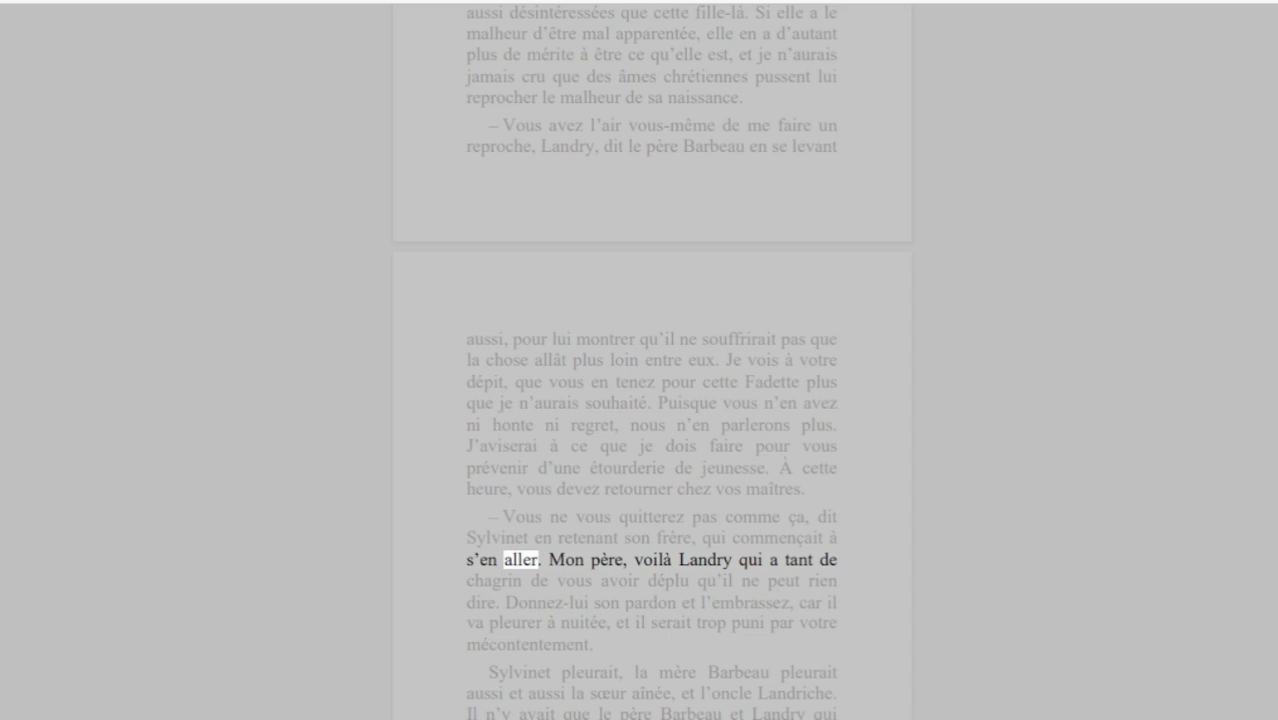 aussi désintéressées que cette fille-là. Si elle a le
malheur d’être mal apparentée, elle en a d’autant
plus de mérite à être ce qu’elle est, et je n’aurais
jamais cru que des âmes chrétiennes pussent lui
reprocher le malheur de sa naissance.
– Vous avez l’air vous-même de me faire un
reproche, Landry, dit le père Barbeau en se levant
aussi, pour lui montrer qu’il ne souffrirait pas que
la chose allât plus loin entre eux. Je vois à votre
dépit, que vous en tenez pour cette Fadette plus
que je n’aurais souhaité. Puisque vous n’en avez
ni honte ni regret, nous n’en parlerons plus.
J’aviserai à ce que je dois faire pour vous
prévenir d’une étourderie de jeunesse. À cette
heure, vous devez retourner chez vos maîtres.
– Vous ne vous quitterez pas comme ça, dit
Sylvinet en retenant son frère, qui commençait à
s’en aller. Mon père, voilà Landry qui a tant de
chagrin de vous avoir déplu qu’il ne peut rien
dire. Donnez-lui son pardon et l’embrassez, car il
va pleurer à nuitée, et il serait trop puni par votre
mécontentement.
Sylvinet pleurait, la mère Barbeau pleurait
aussi et aussi la sœur aînée, et l’oncle Landriche.
Il n’y avait que le père Barbeau et Landry qui